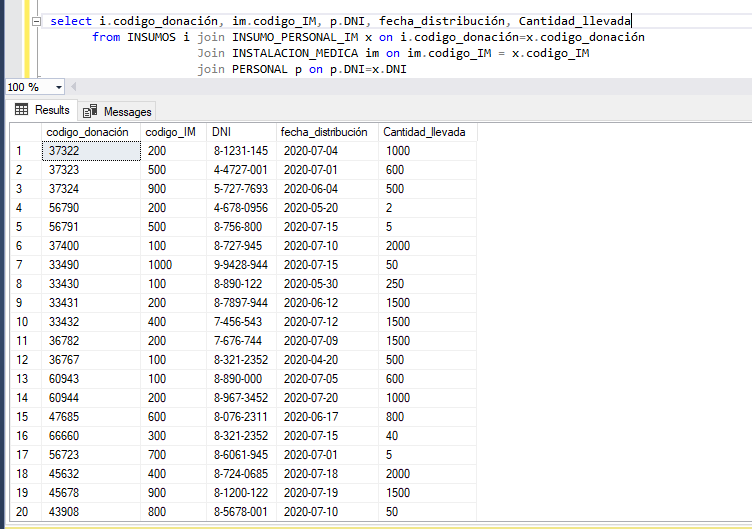 select i.codigo_donación, im.codigo_IM, p.DNI, fecha_distribución, Cantidad_llevada
from INSUMOS i join INSUMO_PERSONAL_IM x on i.codigo_donación=x.codigo_donación
Join INSTALACION_MEDICA im on im.codigo_IM = x.codigo_IM
join PERSONAL p on p.DNI=x.DNI
100 %
Results Messages
codigo_donación codigo_IM DNI fecha_distribución Cantidad_llevada
1 37322 200 8-1231-145 2020-07-04 1000
2 37323 500 4-4727-001 2020-07-01 600
3 37324 900 5-727-7693 2020-06-04 500
4 56790 200 4-678-0956 2020-05-20 2
5 56791 500 8-756-800 2020-07-15 5
6 37400 100 8-727-945 2020-07-10 2000
7 33490 1000 9-9428-944 2020-07-15 50
8 33430 100 8-890-122 2020-05-30 250
9 33431 200 8-7897-944 2020-06-12 1500
10 33432 400 7-456-543 2020-07-12 1500
11 36782 200 7-676-744 2020-07-09 1500
12 36767 100 8-321-2352 2020-04-20 500
13 60943 100 8-890-000 2020-07-05 600
14 60944 200 8-967-3452 2020-07-20 1000
15 47685 600 8-076-2311 2020-06-17 800
16 66660 300 8-321-2352 2020-07-15 40
17 56723 700 8-6061-945 2020-07-01 5
18 45632 400 8-724-0685 2020-07-18 2000
19 45678 900 8-1200-122 2020-07-19 1500
20 43908 800 8-5678-001 2020-07-10 50